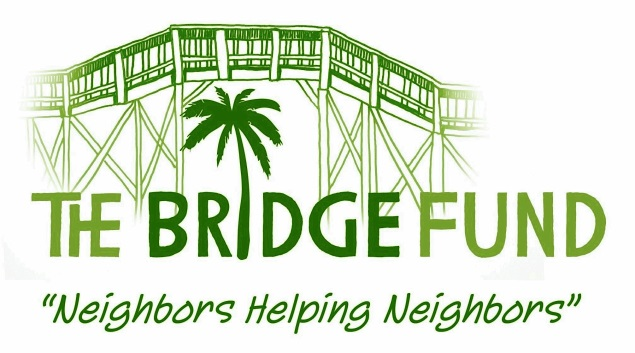 THE BRIDGE FUND
"Neighbors Helping Neighbors"